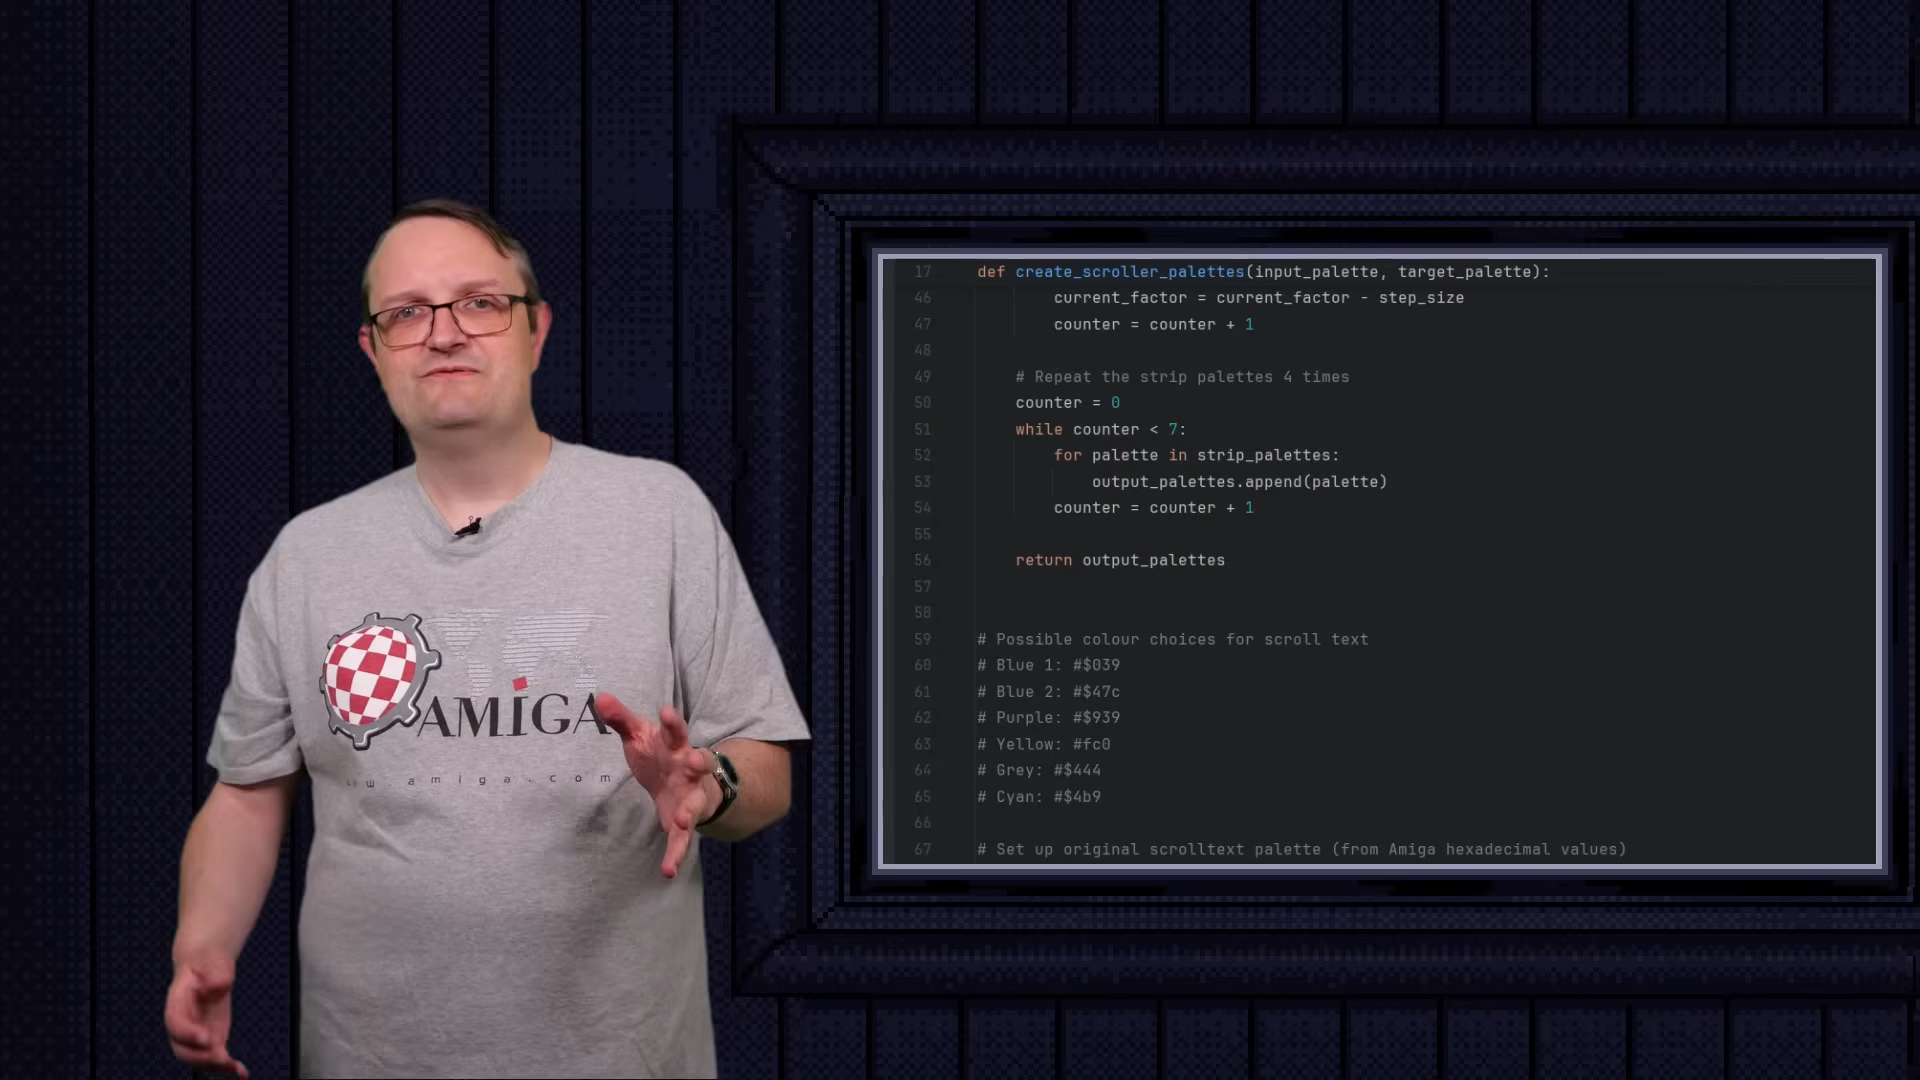 AMIGA
w.amiga.com
17 def create_scroller_palettes(input_palette, target_palette):
46 current_factor = current_factor - step_size
47 counter = counter + 1
48
49 # Repeat the strip palettes 4 times
50 counter = 0
51 while counter < 7:
52 for palette in strip_palettes:
53 output_palettes.append(palette)
54 counter = counter + 1
55
56 return output_palettes
57
58
59 # Possible colour choices for scroll text
60 # Blue 1: #$039
61 # Blue 2: #$47c
62 # Purple: #$939
63 # Yellow: #fc0
64 # Grey: #$444
65 # Cyan: #$4b9
66
67 # Set up original scrolltext palette (from Amiga hexadecimal values)